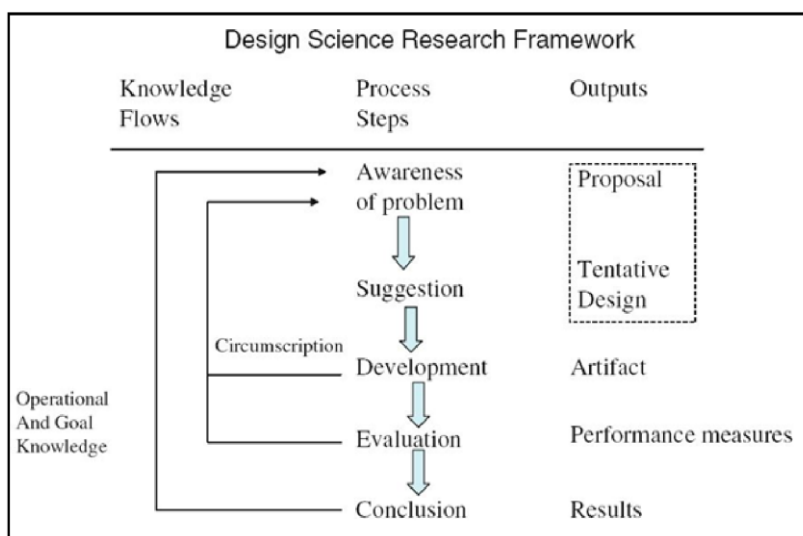 Design Science Research Framework
Knowledge
Flows
Process
Steps
Outputs
Awareness
of problem
Proposal
Suggestion
Tentative
Design
Circumscription
Development
Artifact
Operational
And Goal
Knowledge
Evaluation
Performance measures
Conclusion
Results